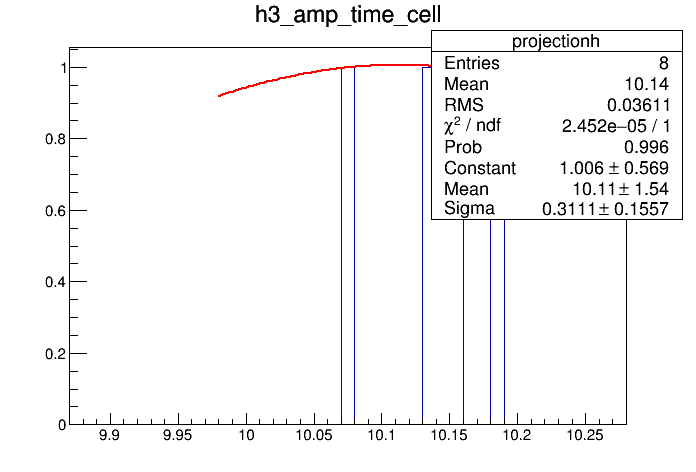 h3_amp_time_cell
projectionh
Entries 8
Mean 10.14
RMS 0.03611
χ² / ndf 2.452e−05 / 1
Prob 0.996
Constant 1.006 ± 0.569
Mean 10.11 ± 1.54
Sigma 0.3111 ± 0.1557
1
0.8
0.6
0.4
0.2
0
9.9 9.95 10 10.05 10.1 10.15 10.2 10.25